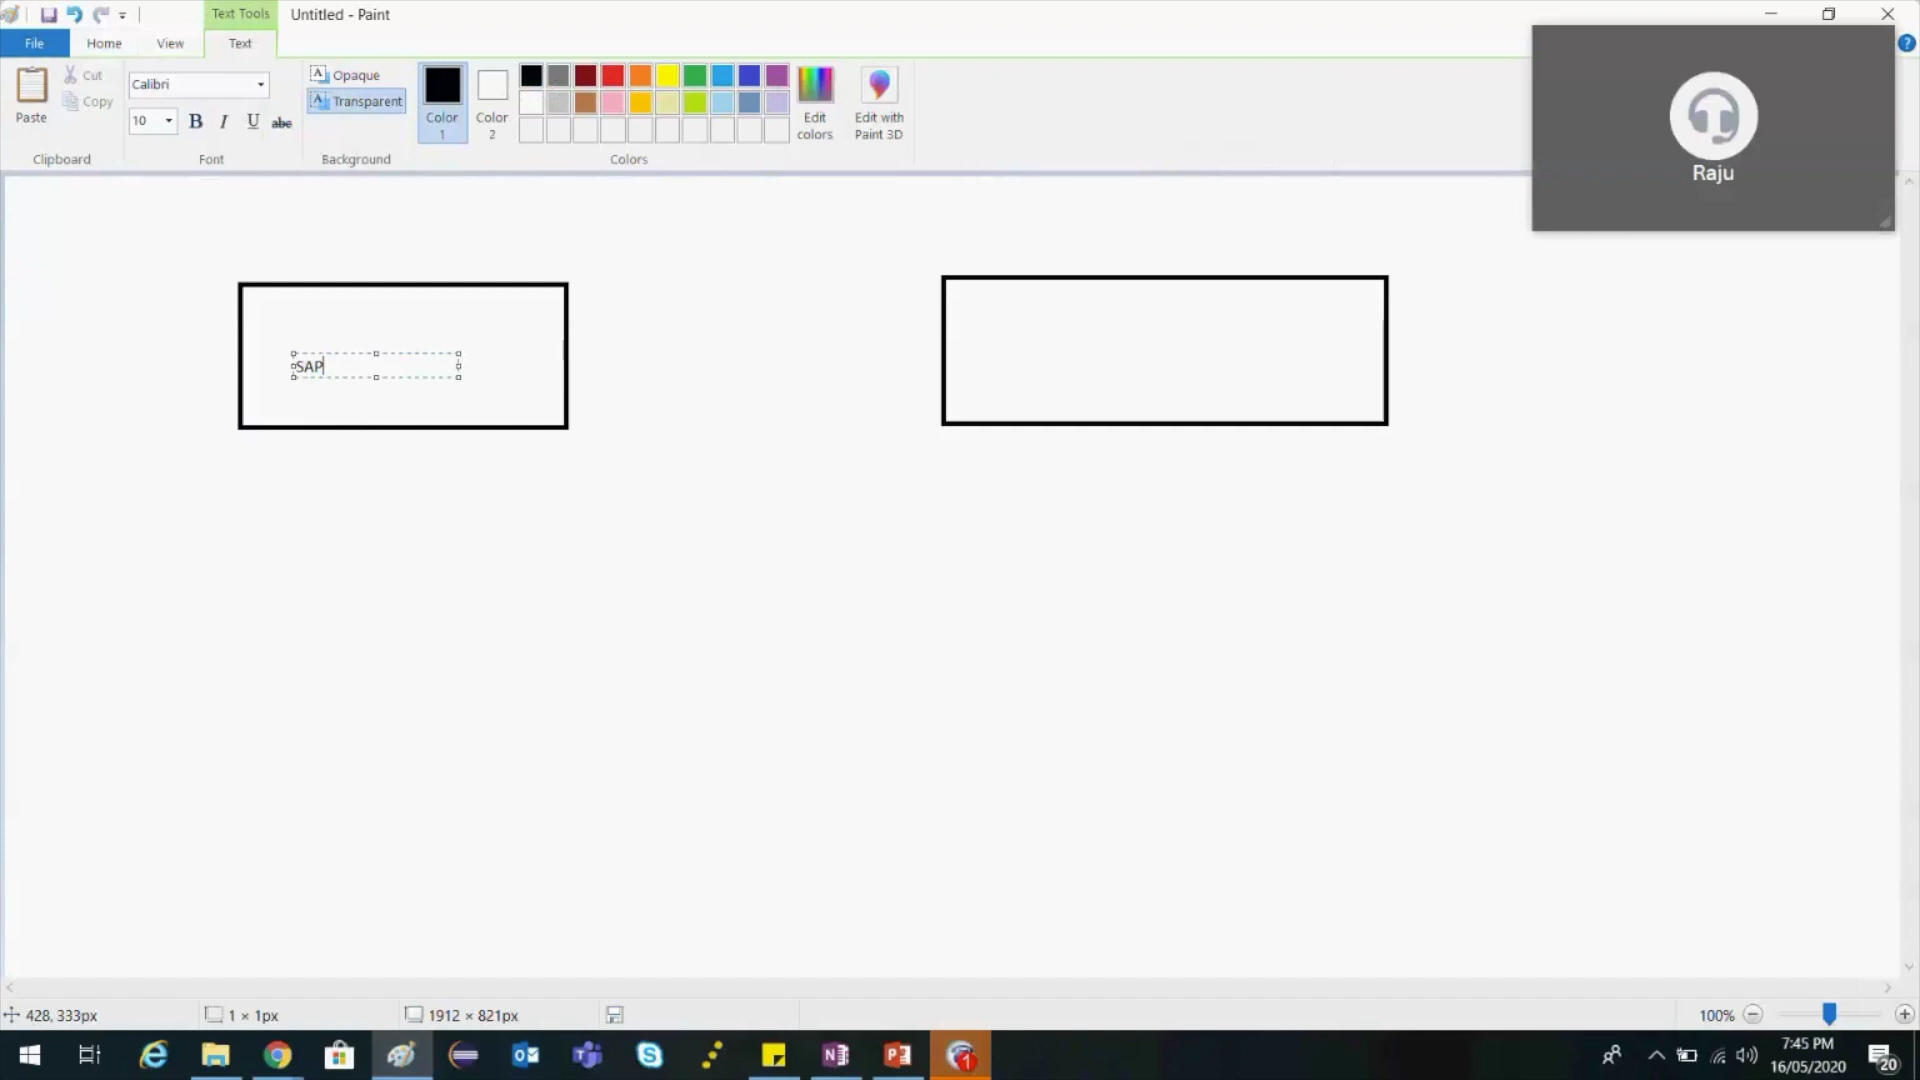 Text Tools
Untitled - Paint
File
Home
View
Text
Paste
Cut
Copy
Clipboard
Calibri
10
B I U abc
Font
Opaque
Transparent
Background
Color 1
Color 2
Edit colors
Edit with Paint 3D
Colors
Raju
SAP
428, 333px
1 × 1px
1912 × 821px
100%
7:45 PM
16/05/2020
20